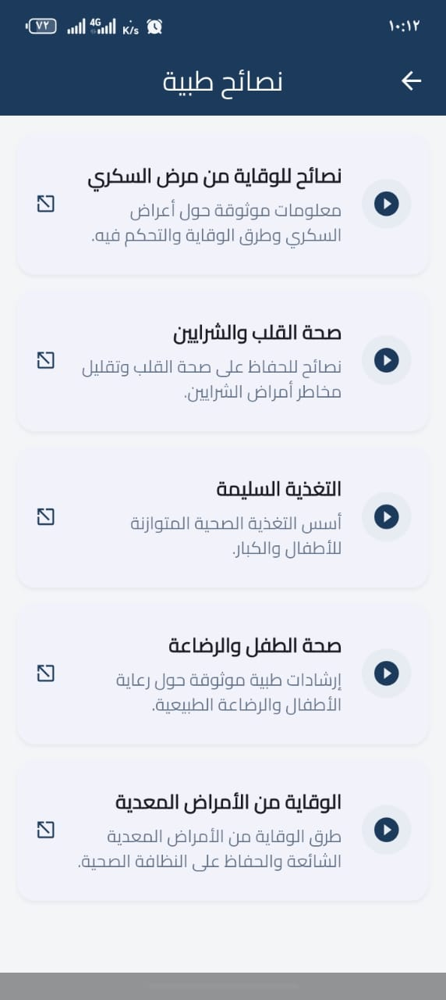 ١٠:١٢
4G
K/s
٧٢
نصائح طبية
نصائح للوقاية من مرض السكري
معلومات موثوقة حول أعراض
السكري وطرق الوقاية والتحكم فيه.
صحة القلب والشرايين
نصائح للحفاظ على صحة القلب وتقليل
مخاطر أمراض الشرايين.
التغذية السليمة
أسس التغذية الصحية المتوازنة
للأطفال والكبار.
صحة الطفل والرضاعة
إرشادات طبية موثوقة حول رعاية
الأطفال والرضاعة الطبيعية.
الوقاية من الأمراض المعدية
طرق الوقاية من الأمراض المعدية
الشائعة والحفاظ على النظافة الصحية.